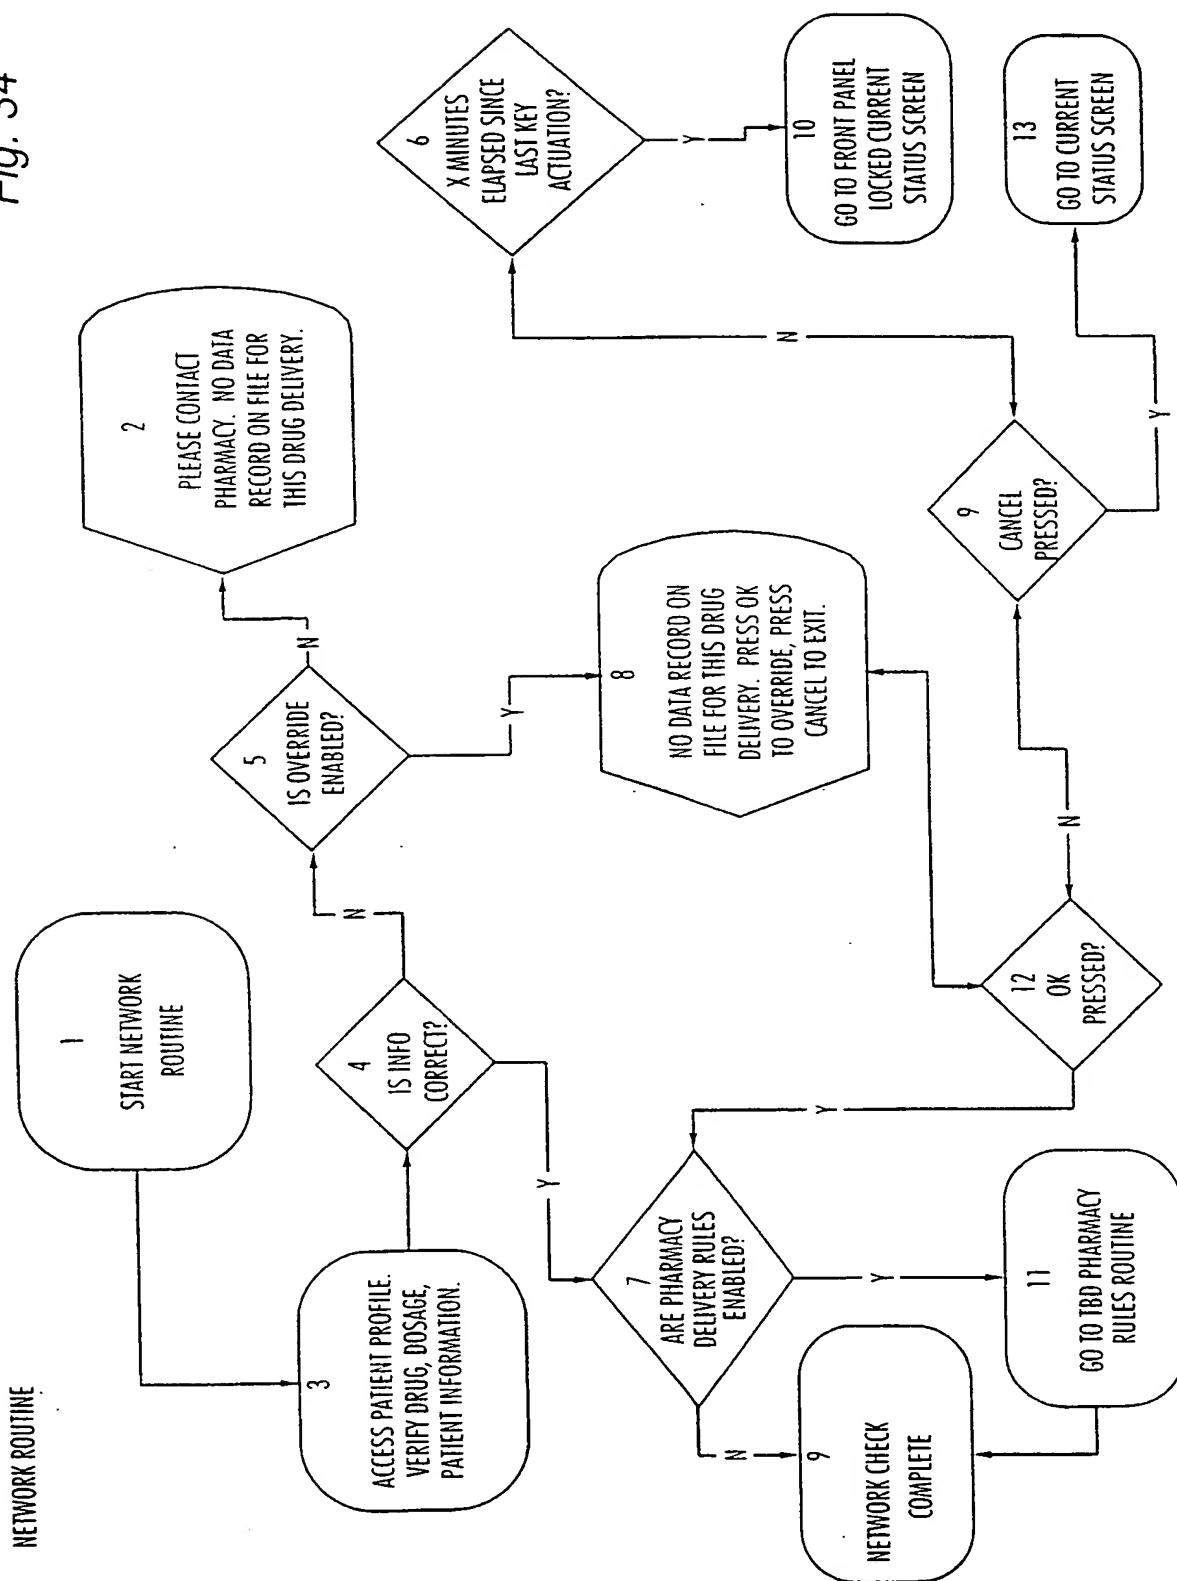 Fig. 34
NETWORK ROUTINE
1
START NETWORK
ROUTINE
2
PLEASE CONTACT
PHARMACY. NO DATA
RECORD ON FILE FOR
THIS DRUG DELIVERY.
3
ACCESS PATIENT PROFILE.
VERIFY DRUG, DOSAGE,
PATIENT INFORMATION.
4
IS INFO
CORRECT?
N
Y
5
IS OVERRIDE
ENABLED?
N
Y
6
X MINUTES
ELAPSED SINCE
LAST KEY
ACTUATION?
Y
7
ARE PHARMACY
DELIVERY RULES
ENABLED?
N
Y
8
NO DATA RECORD ON
FILE FOR THIS DRUG
DELIVERY. PRESS OK
TO OVERRIDE, PRESS
CANCEL TO EXIT.
9
NETWORK CHECK
COMPLETE
9
CANCEL
PRESSED?
N
Y
10
GO TO FRONT PANEL
LOCKED CURRENT
STATUS SCREEN
11
GO TO TBD PHARMACY
RULES ROUTINE
12
OK
PRESSED?
N
Y
13
GO TO CURRENT
STATUS SCREEN